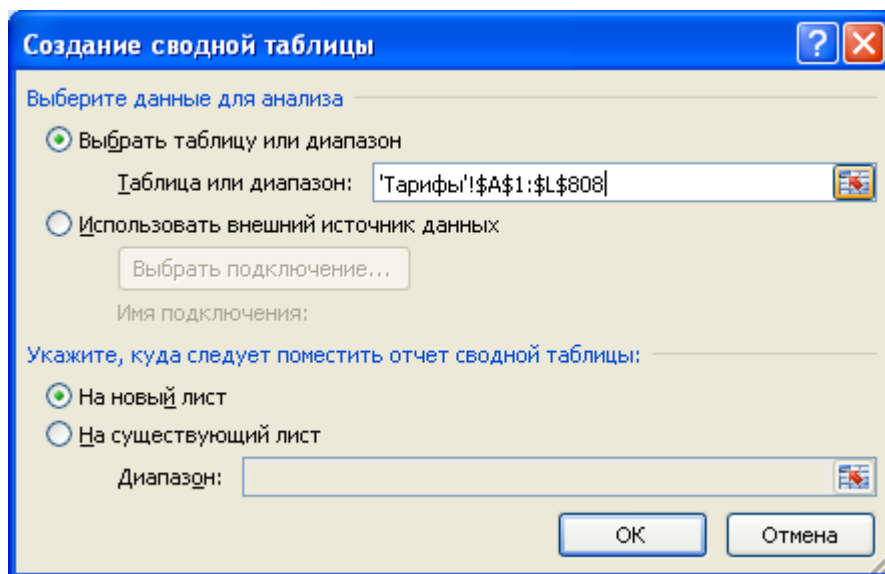 Создание сводной таблицы
?
Выберите данные для анализа
Выбрать таблицу или диапазон
Таблица или диапазон: 'Тарифы'!$A$1:$L$808
Использовать внешний источник данных
Выбрать подключение...
Имя подключения:
Укажите, куда следует поместить отчет сводной таблицы:
На новый лист
На существующий лист
Диапазон:
ОК Отмена